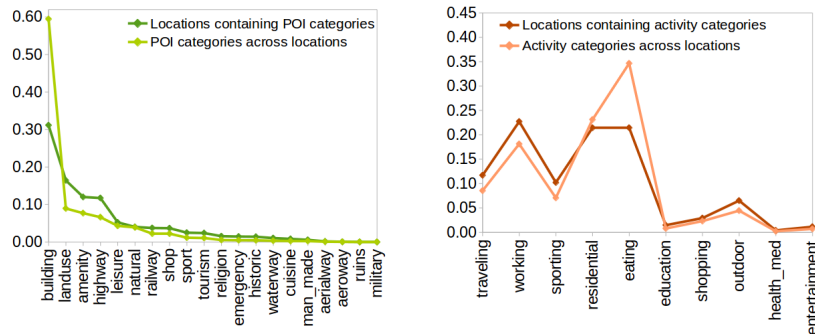 Locations containing POI categories
POI categories across locations
0.60
0.50
0.40
0.30
0.20
0.10
0.00
building
landuse
amenity
highway
leisure
natural
railway
shop
sport
tourism
religion
emergency
historic
waterway
cuisine
man_made
aerialway
aeroway
ruins
military
Locations containing activity categories
Activity categories across locations
0.45
0.40
0.35
0.30
0.25
0.20
0.15
0.10
0.05
0.00
traveling
working
sporting
residential
eating
education
shopping
outdoor
health_med
entertainment